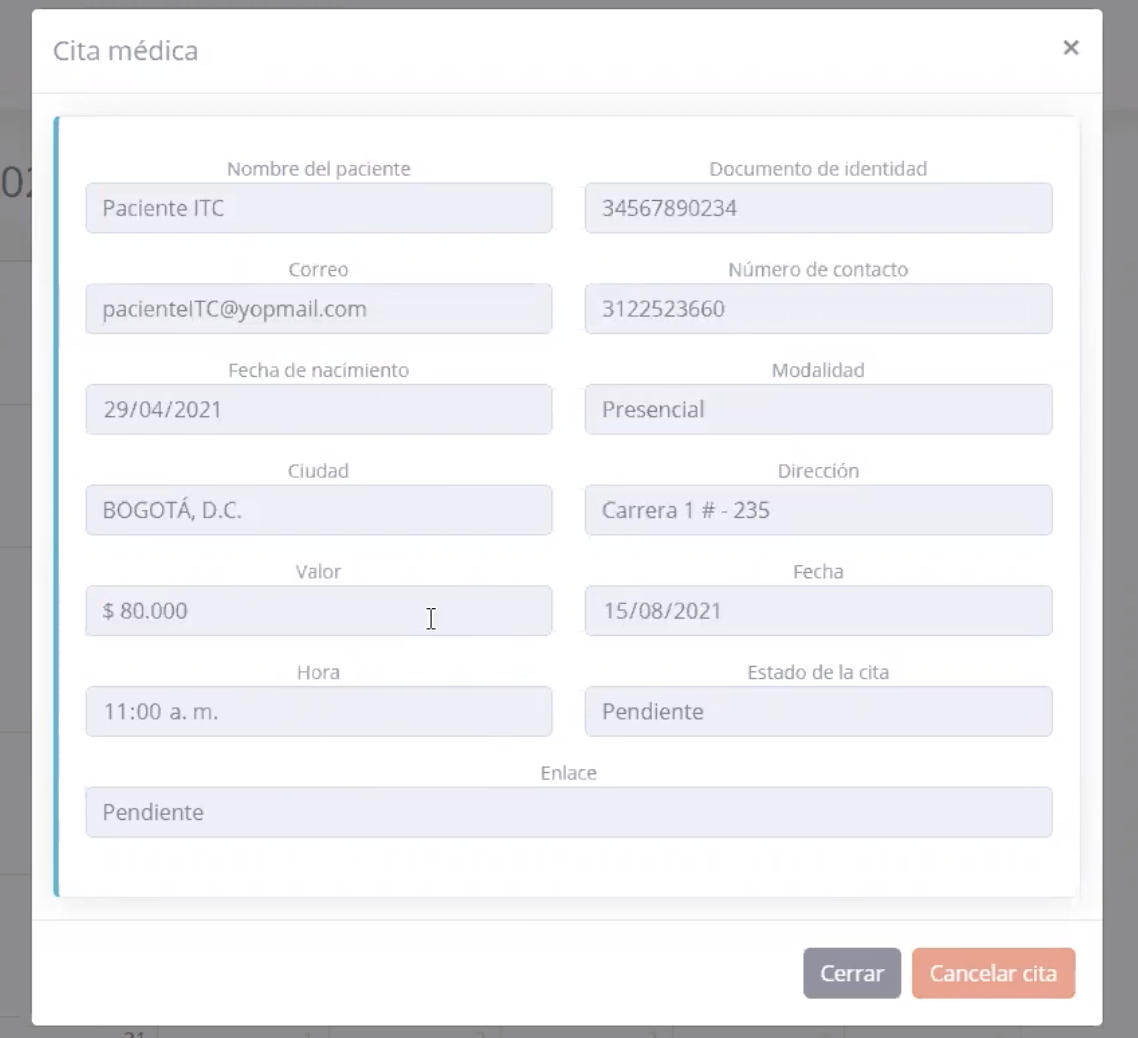 Cita médica
×
Nombre del paciente
Documento de identidad
Paciente ITC
34567890234
Correo
Número de contacto
pacienteITC@yopmail.com
3122523660
Fecha de nacimiento
Modalidad
29/04/2021
Presencial
Ciudad
Dirección
BOGOTÁ, D.C.
Carrera 1 # - 235
Valor
Fecha
$ 80.000
15/08/2021
Hora
Estado de la cita
11:00 a. m.
Pendiente
Enlace
Pendiente
Cerrar
Cancelar cita